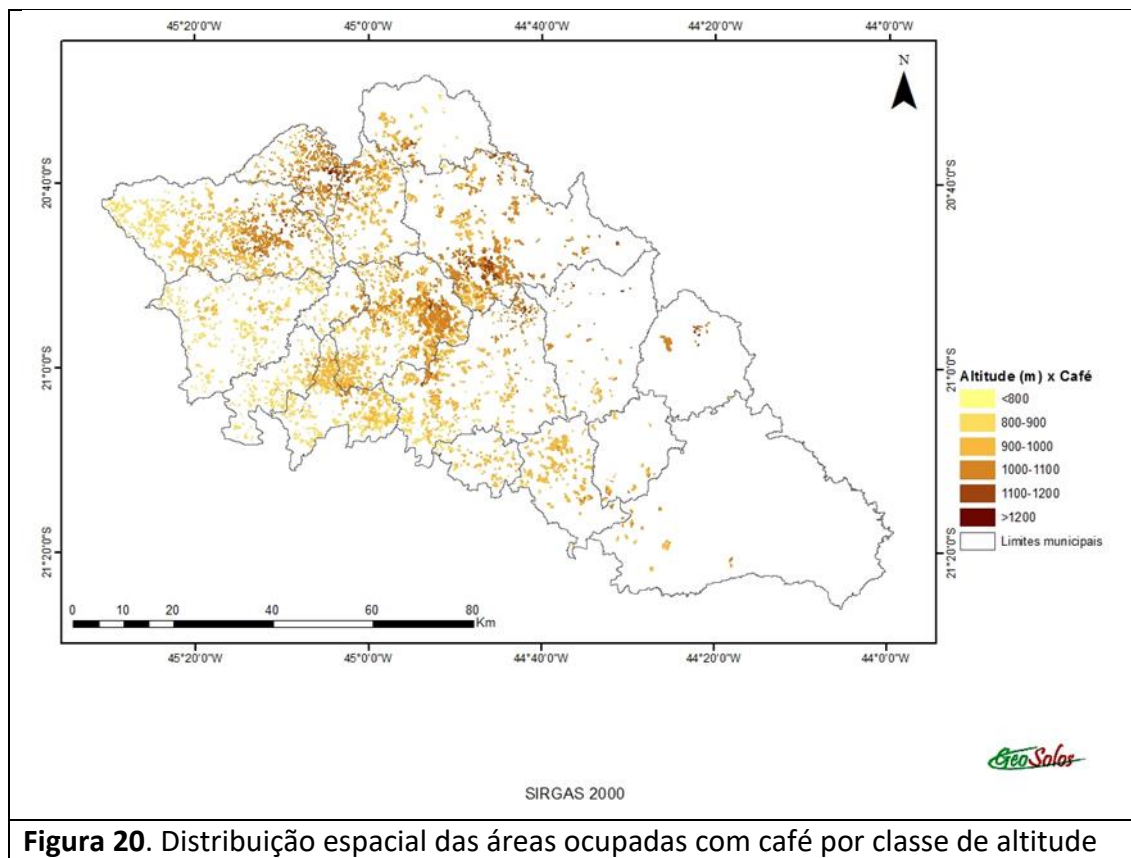 45°20'0"W 45°0'0"W 44°40'0"W 44°20'0"W 44°0'0"W
N
20°40'0"S 20°40'0"S
21°0'0"S 21°0'0"S
21°20'0"S 21°20'0"S
Altitude (m) x Café
<800
800-900
900-1000
1000-1100
1100-1200
>1200
Limites municipais
0 10 20 40 60 80
Km
45°20'0"W 45°0'0"W 44°40'0"W 44°20'0"W 44°0'0"W
GeoSolos
SIRGAS 2000
Figura 20. Distribuição espacial das áreas ocupadas com café por classe de altitude